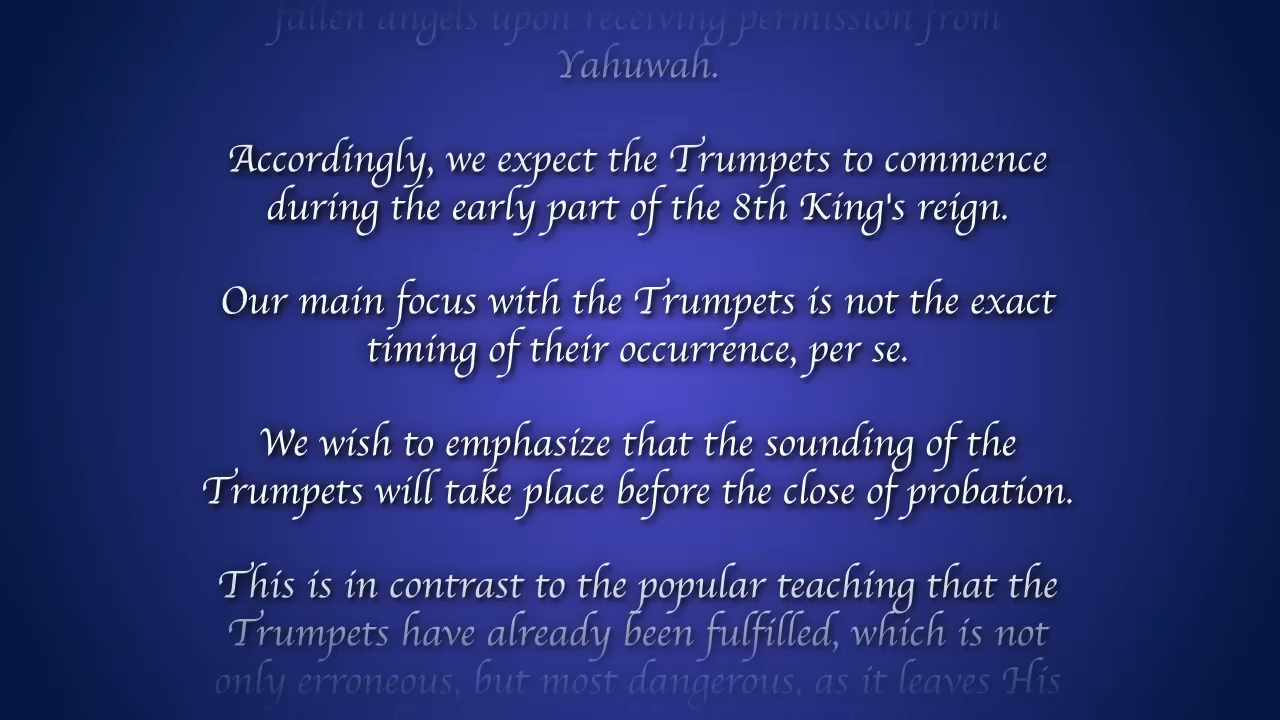 fallen angels upon receiving permission from
Yahuwah.
Accordingly, we expect the Trumpets to commence
during the early part of the 8th King's reign.
Our main focus with the Trumpets is not the exact
timing of their occurrence, per se.
We wish to emphasize that the sounding of the
Trumpets will take place before the close of probation.
This is in contrast to the popular teaching that the
Trumpets have already been fulfilled, which is not
only erroneous, but most dangerous, as it leaves His